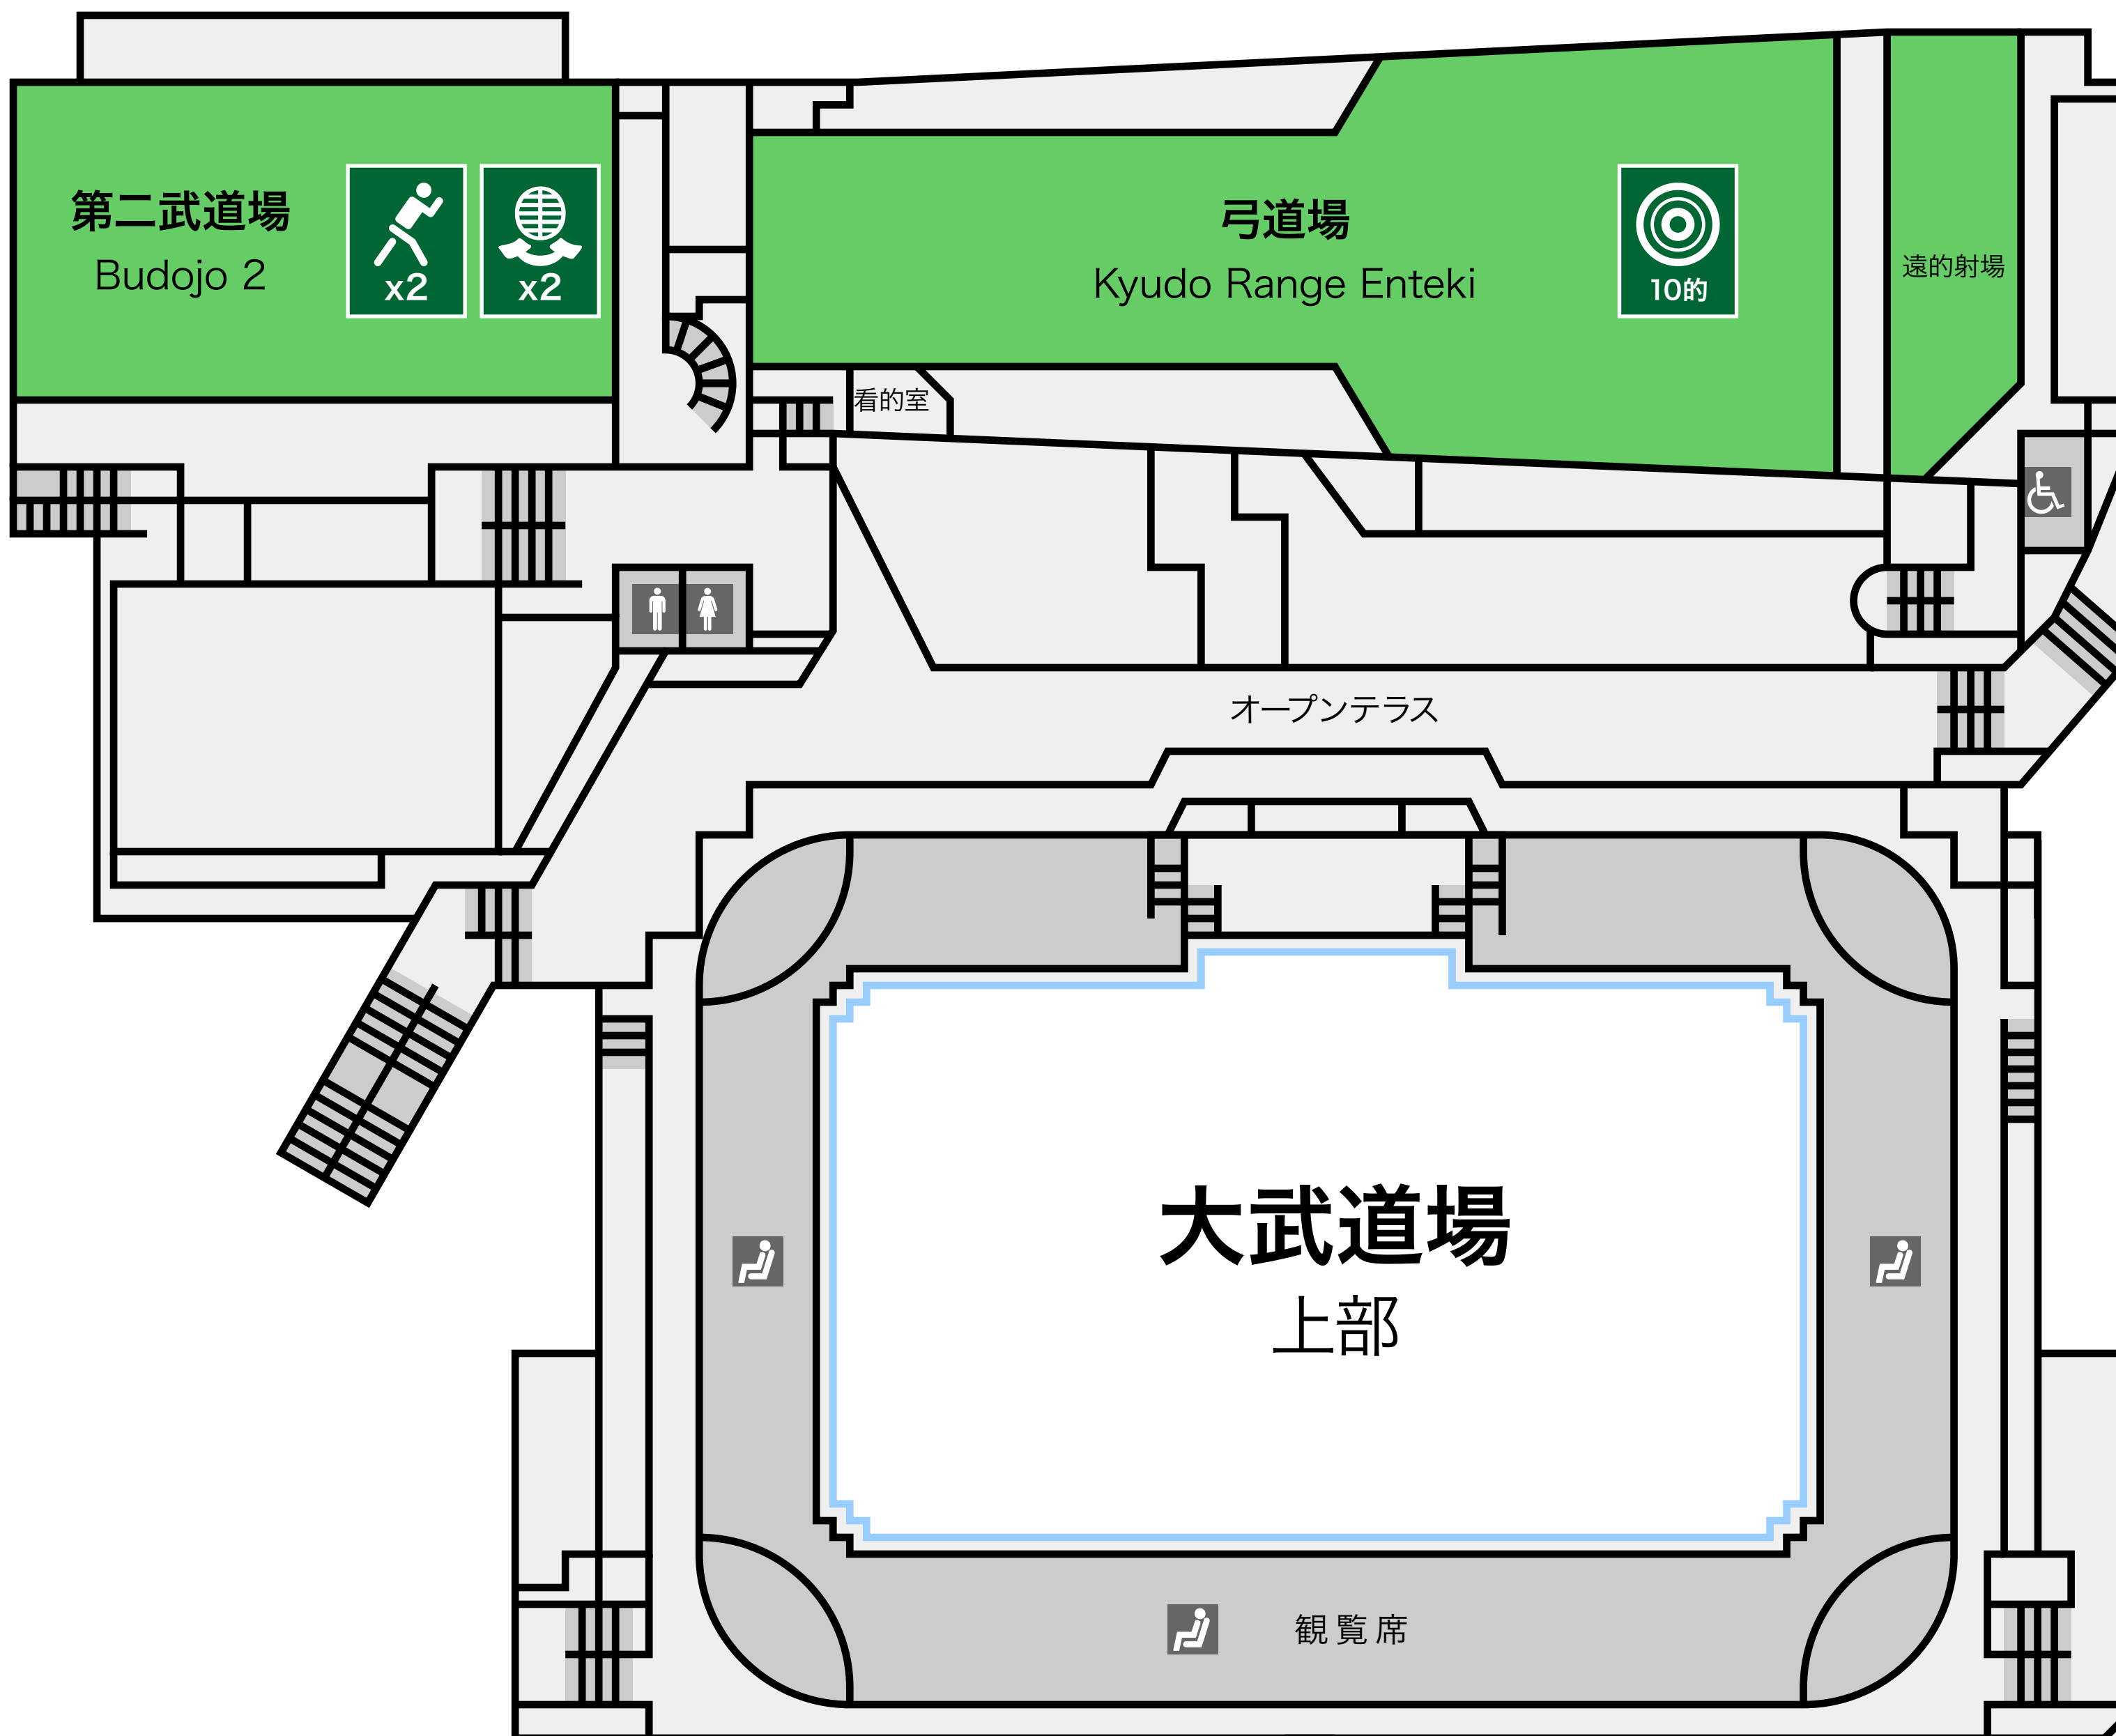 第二武道場
Budojo 2
x2
x2
弓道場
Kyudo Range Enteki
10的
遠的射場
看的室
オープンテラス
大武道場
上部
観覧席